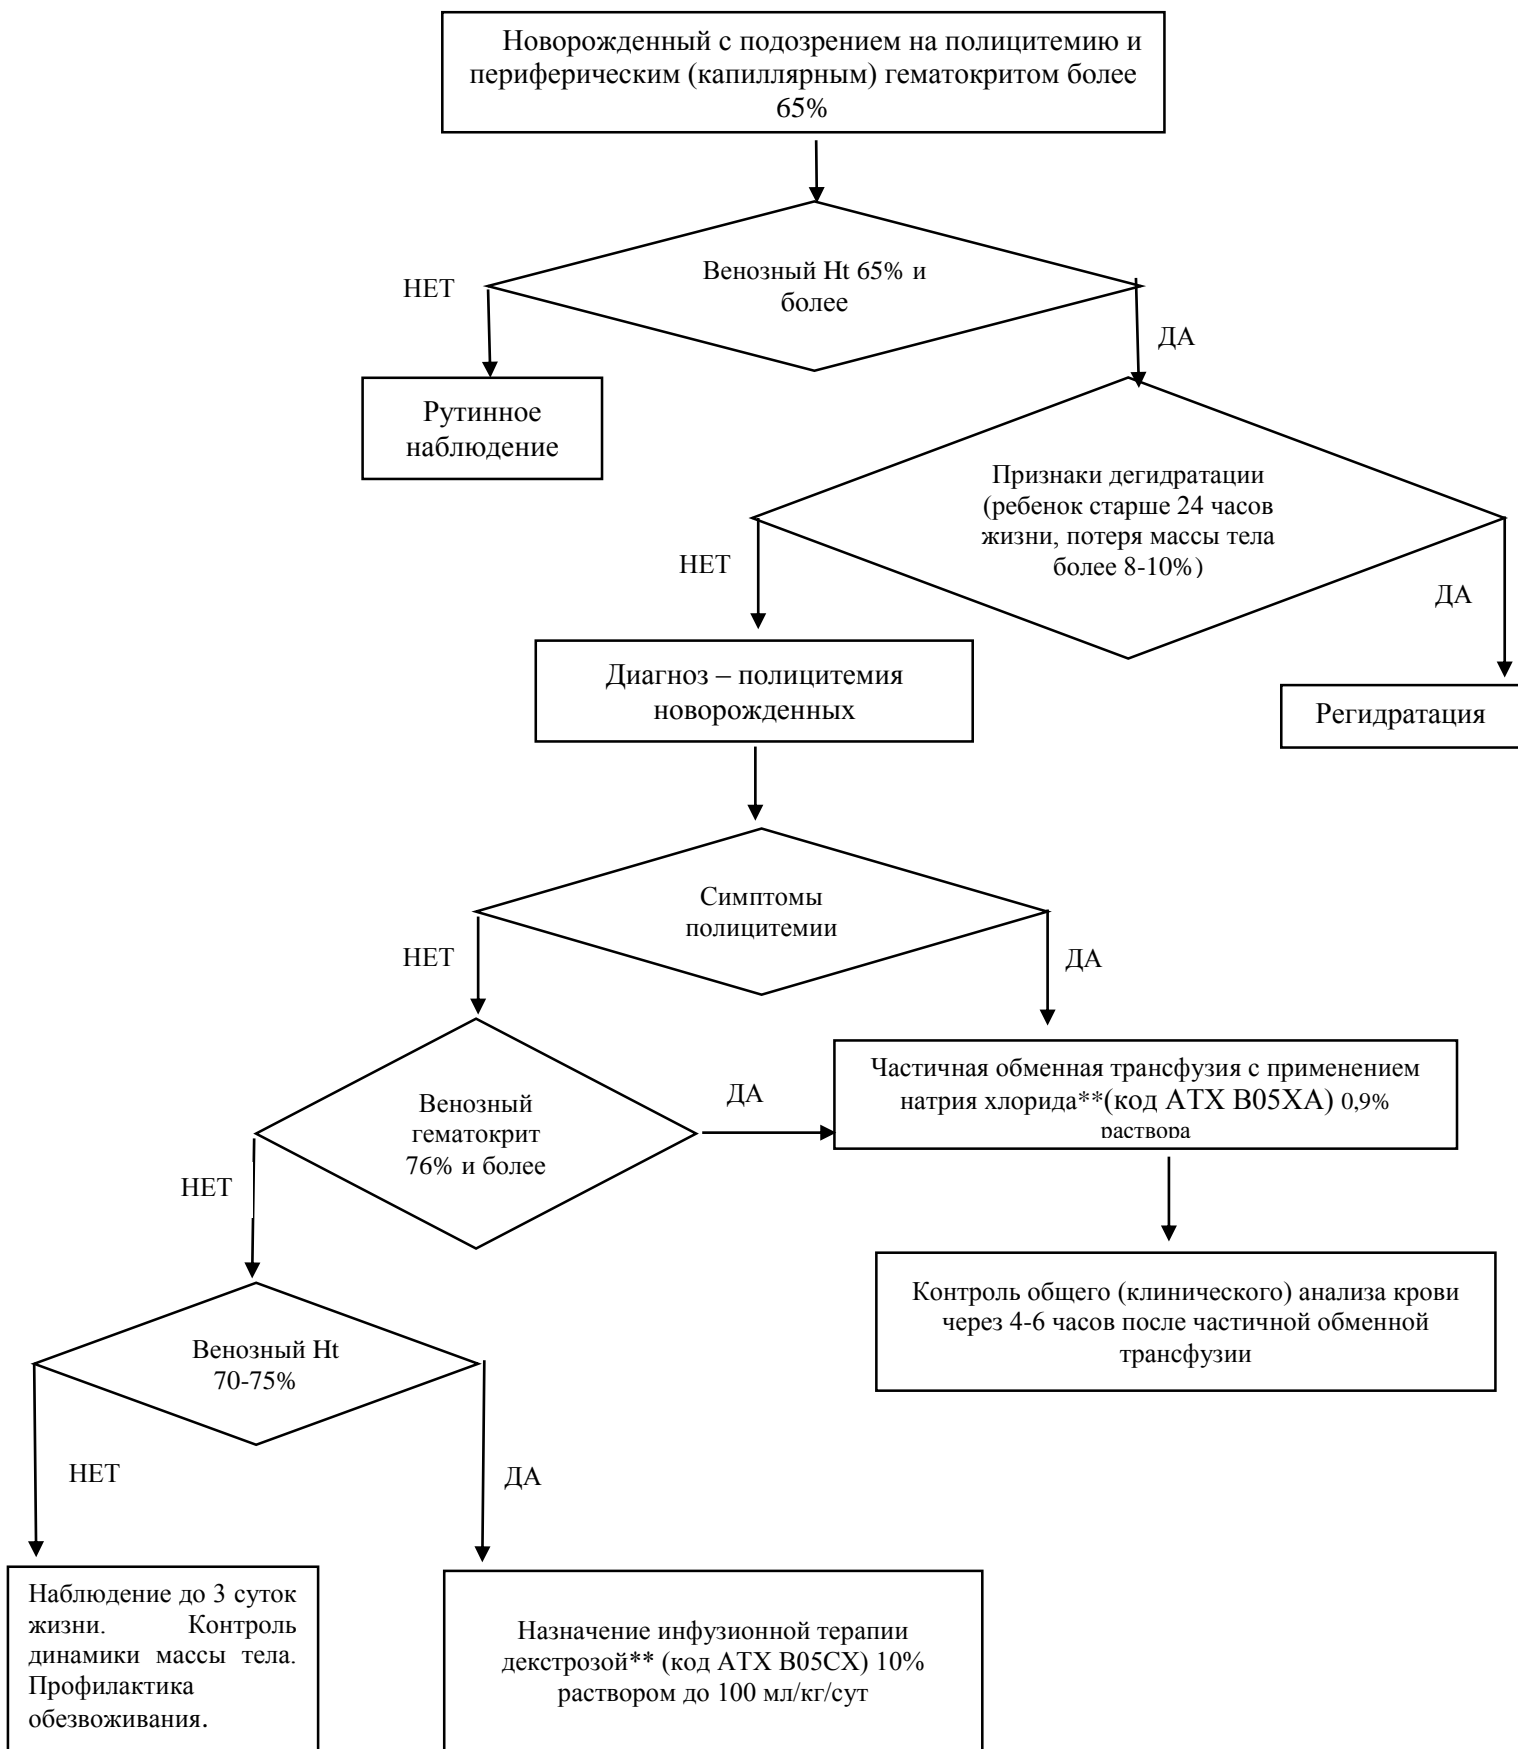 Новорожденный с подозрением на полицитемию и
периферическим (капиллярным) гематокритом более
65%
Венозный Ht 65% и
более
НЕТ
ДА
Рутинное
наблюдение
Признаки дегидратации
(ребенок старше 24 часов
жизни, потеря массы тела
более 8-10%)
НЕТ
ДА
Диагноз – полицитемия
новорожденных
Регидратация
Симптомы
полицитемии
НЕТ
ДА
Венозный
гематокрит
76% и более
ДА
НЕТ
Частичная обменная трансфузия с применением
натрия хлорида**(код АТХ B05XA) 0,9%
раствора
Контроль общего (клинического) анализа крови
через 4-6 часов после частичной обменной
трансфузии
Венозный Ht
70-75%
НЕТ
ДА
Наблюдение до 3 суток
жизни. Контроль
динамики массы тела.
Профилактика
обезвоживания.
Назначение инфузионной терапии
декстрозой** (код АТХ B05CX) 10%
раствором до 100 мл/кг/сут